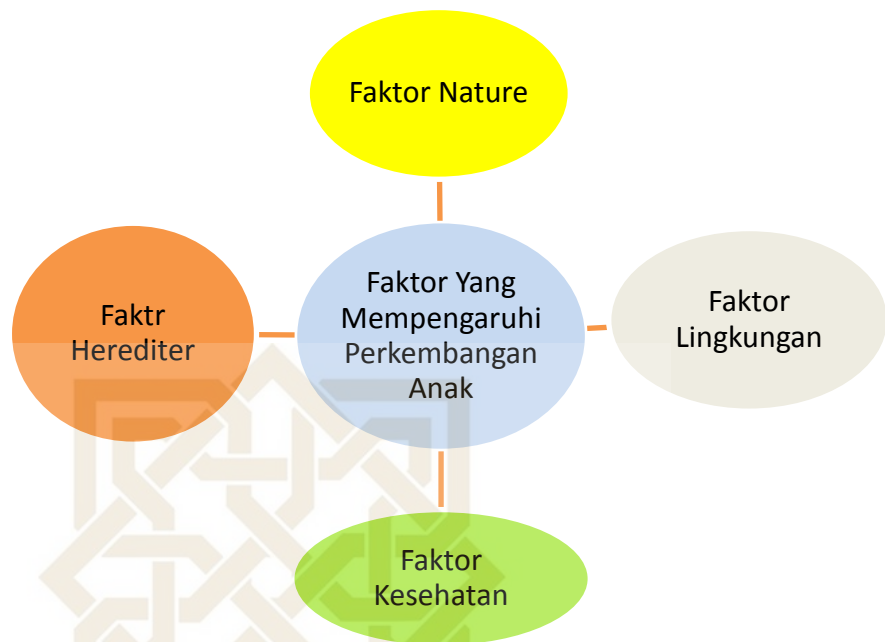 Faktor Nature
Faktr
Herediter
Faktor Yang
Mempengaruhi
Perkembangan
Anak
Faktor
Lingkungan
Faktor
Kesehatan